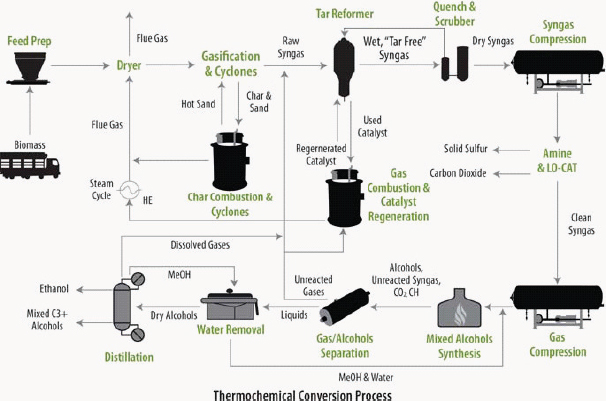 Feed Prep
Flue Gas
Dryer
Gasification
& Cyclones
Raw
Syngas
Tar Reformer
Wet, “Tar Free”
Syngas
Quench &
Scrubber
Dry Syngas
Syngas
Compression
Biomass
Flue Gas
Hot Sand
Char &
Sand
Regenerated
Catalyst
Used
Catalyst
Solid Sulfur
Carbon Dioxide
Amine
& LO-CAT
Steam
Cycle
HE
Char Combustion &
Cyclones
Gas
Combustion &
Catalyst
Regeneration
Clean
Syngas
Dissolved Gases
MeOH
Ethanol
Mixed C3+
Alcohols
Distillation
Dry Alcohols
Water Removal
Unreacted
Gases
Liquids
Gas/Alcohols
Separation
Alcohols,
Unreacted Syngas,
CO₂ CH
Mixed Alcohols
Synthesis
Gas
Compression
MeOH & Water
Thermochemical Conversion Process